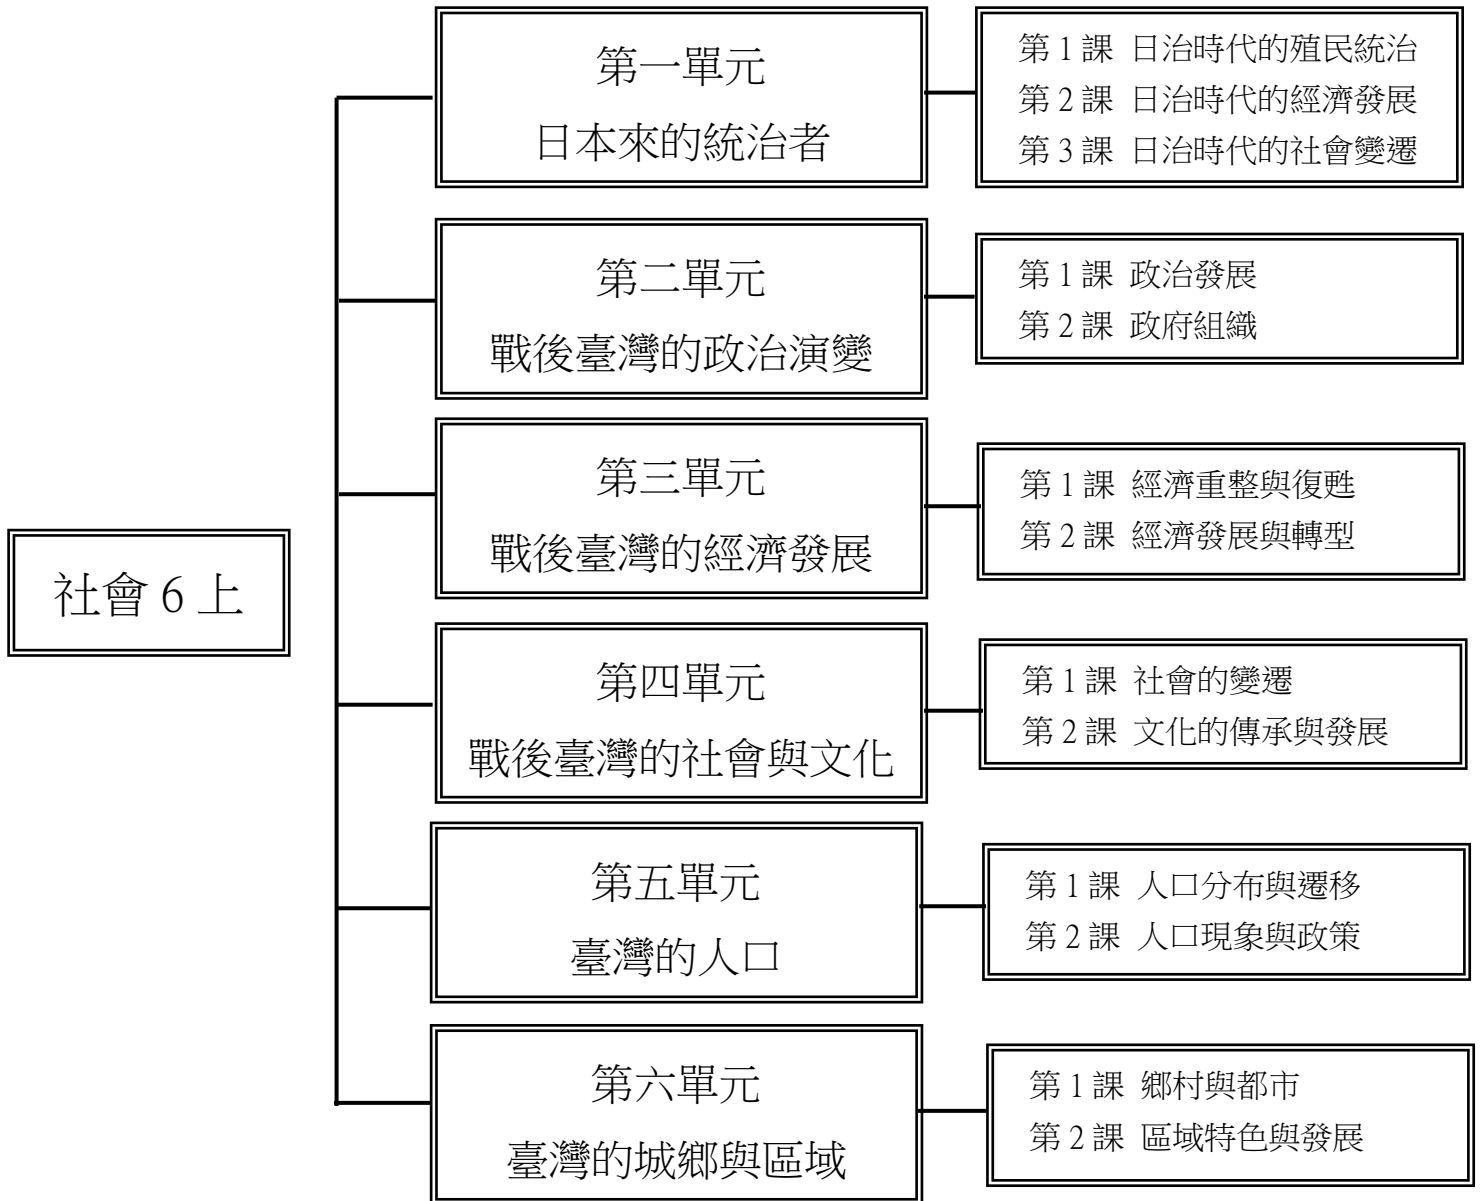 社會 6 上
第一單元
日本來的統治者
第 1 課 日治時代的殖民統治
第 2 課 日治時代的經濟發展
第 3 課 日治時代的社會變遷
第二單元
戰後臺灣的政治演變
第 1 課 政治發展
第 2 課 政府組織
第三單元
戰後臺灣的經濟發展
第 1 課 經濟重整與復甦
第 2 課 經濟發展與轉型
第四單元
戰後臺灣的社會與文化
第 1 課 社會的變遷
第 2 課 文化的傳承與發展
第五單元
臺灣的人口
第 1 課 人口分布與遷移
第 2 課 人口現象與政策
第六單元
臺灣的城鄉與區域
第 1 課 鄉村與都市
第 2 課 區域特色與發展